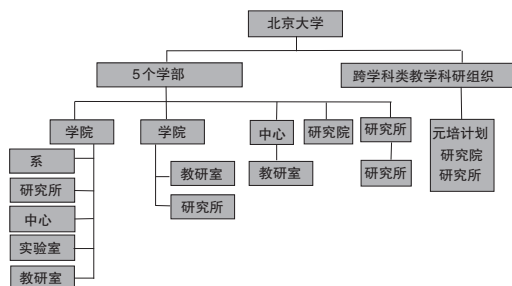 北京大学
5个学部
跨学科类教学科研组织
学院
学院
中心
研究院
研究所
元培计划
研究院
研究所
系
研究所
中心
实验室
教研室
教研室
研究所
教研室
研究所